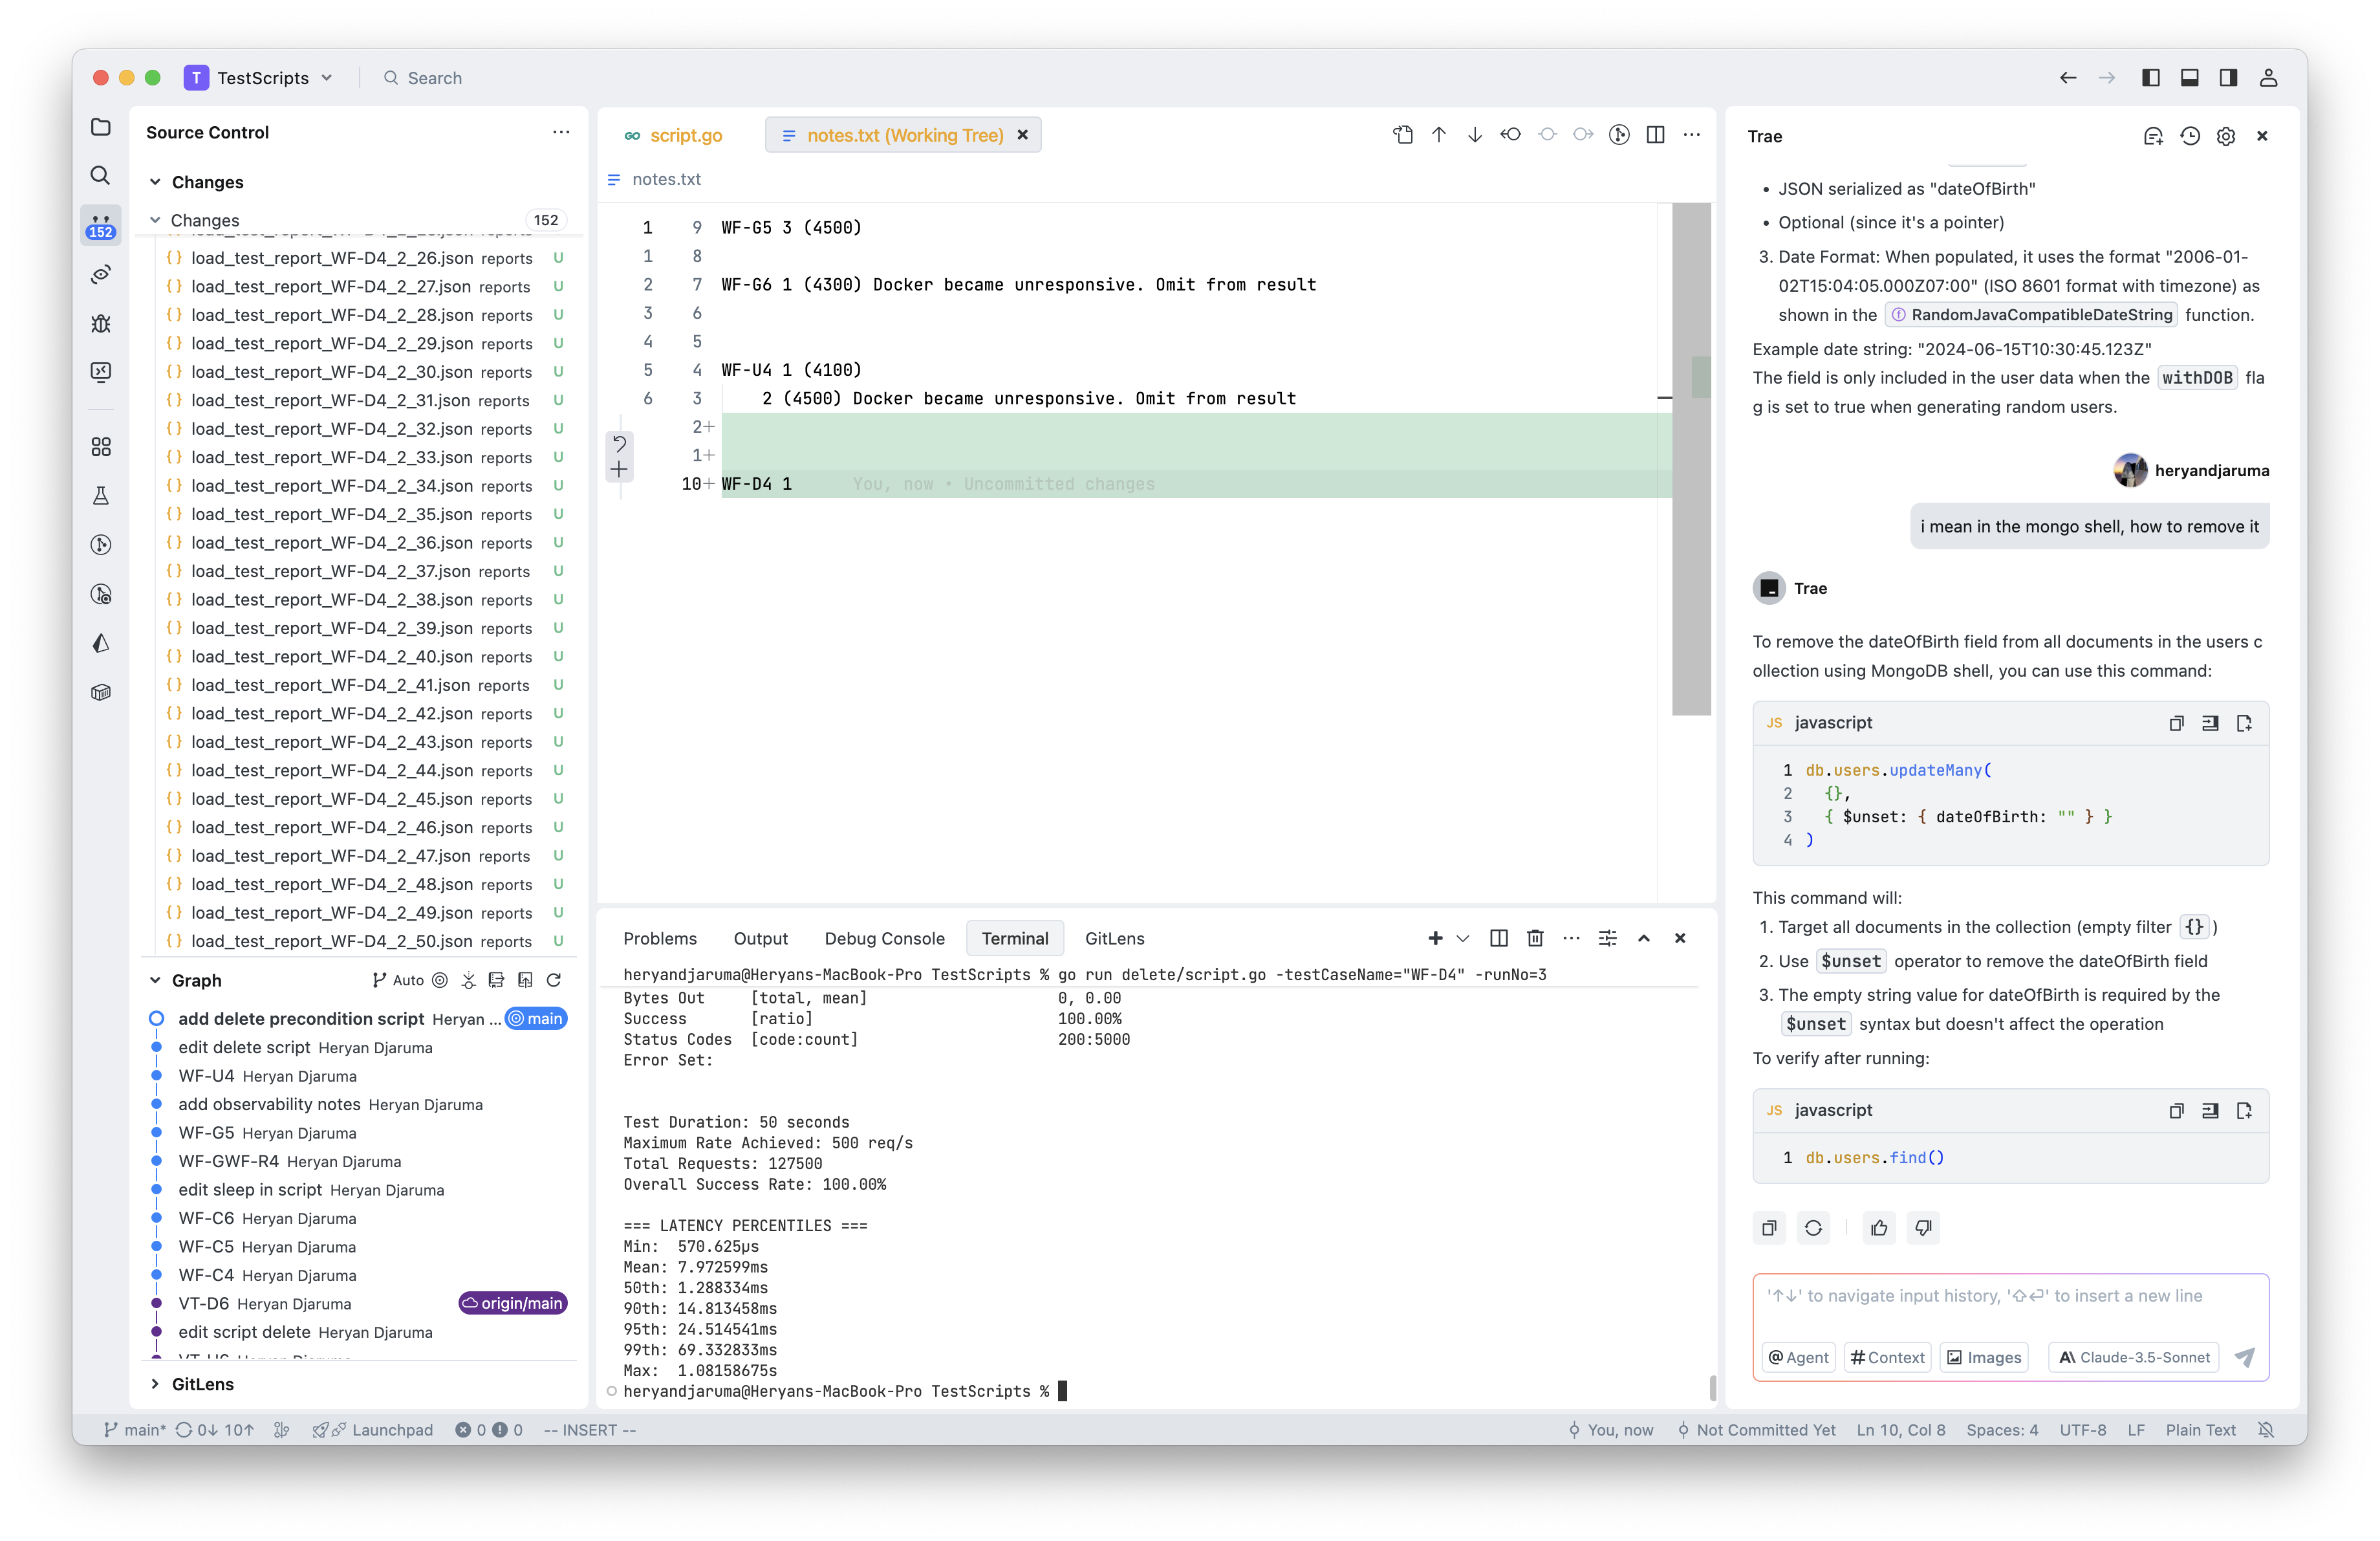 T TestScripts
Search
Source Control
Changes
Changes 152
152
load_test_report_WF-D4_2_26.json reports U
load_test_report_WF-D4_2_27.json reports U
load_test_report_WF-D4_2_28.json reports U
load_test_report_WF-D4_2_29.json reports U
load_test_report_WF-D4_2_30.json reports U
load_test_report_WF-D4_2_31.json reports U
load_test_report_WF-D4_2_32.json reports U
load_test_report_WF-D4_2_33.json reports U
load_test_report_WF-D4_2_34.json reports U
load_test_report_WF-D4_2_35.json reports U
load_test_report_WF-D4_2_36.json reports U
load_test_report_WF-D4_2_37.json reports U
load_test_report_WF-D4_2_38.json reports U
load_test_report_WF-D4_2_39.json reports U
load_test_report_WF-D4_2_40.json reports U
load_test_report_WF-D4_2_41.json reports U
load_test_report_WF-D4_2_42.json reports U
load_test_report_WF-D4_2_43.json reports U
load_test_report_WF-D4_2_44.json reports U
load_test_report_WF-D4_2_45.json reports U
load_test_report_WF-D4_2_46.json reports U
load_test_report_WF-D4_2_47.json reports U
load_test_report_WF-D4_2_48.json reports U
load_test_report_WF-D4_2_49.json reports U
load_test_report_WF-D4_2_50.json reports U
Graph Auto
add delete precondition script Heryan ... main
edit delete script Heryan Djaruma
WF-U4 Heryan Djaruma
add observability notes Heryan Djaruma
WF-G5 Heryan Djaruma
WF-GWF-R4 Heryan Djaruma
edit sleep in script Heryan Djaruma
WF-C6 Heryan Djaruma
WF-C5 Heryan Djaruma
WF-C4 Heryan Djaruma
VT-D6 Heryan Djaruma origin/main
edit script delete Heryan Djaruma
GitLens
GO script.go
notes.txt (Working Tree)
notes.txt
1 9 WF-G5 3 (4500)
1 8
2 7 WF-G6 1 (4300) Docker became unresponsive. Omit from result
3 6
4 5
5 4 WF-U4 1 (4100)
6 3 2 (4500) Docker became unresponsive. Omit from result
2+
1+
10+ WF-D4 1 You, now • Uncommitted changes
Problems Output Debug Console Terminal GitLens
heryandjaruma@Heryans-MacBook-Pro TestScripts % go run delete/script.go -testCaseName="WF-D4" -runNo=3
Bytes Out [total, mean] 0, 0.00
Success [ratio] 100.00%
Status Codes [code:count] 200:5000
Error Set:
Test Duration: 50 seconds
Maximum Rate Achieved: 500 req/s
Total Requests: 127500
Overall Success Rate: 100.00%
=== LATENCY PERCENTILES ===
Min: 570.625µs
Mean: 7.972599ms
50th: 1.288334ms
90th: 14.813458ms
95th: 24.514541ms
99th: 69.332833ms
Max: 1.08158675s
heryandjaruma@Heryans-MacBook-Pro TestScripts %
Trae
• JSON serialized as "dateOfBirth"
• Optional (since it's a pointer)
3. Date Format: When populated, it uses the format "2006-01-
02T15:04:05.000Z07:00" (ISO 8601 format with timezone) as
shown in the RandomJavaCompatibleDateString function.
Example date string: "2024-06-15T10:30:45.123Z"
The field is only included in the user data when the withDOB fla
g is set to true when generating random users.
heryandjaruma
i mean in the mongo shell, how to remove it
Trae
To remove the dateOfBirth field from all documents in the users c
ollection using MongoDB shell, you can use this command:
JS javascript
1 db.users.updateMany(
2 {},
3 { $unset: { dateOfBirth: "" } }
4 )
This command will:
1. Target all documents in the collection (empty filter {} )
2. Use $unset operator to remove the dateOfBirth field
3. The empty string value for dateOfBirth is required by the
$unset syntax but doesn't affect the operation
To verify after running:
JS javascript
1 db.users.find()
'↑↓' to navigate input history, '⇧⏎' to insert a new line
@ Agent # Context Images A\ Claude-3.5-Sonnet
main* 0↓ 10↑ Launchpad 0 0 -- INSERT --
You, now Not Committed Yet Ln 10, Col 8 Spaces: 4 UTF-8 LF Plain Text